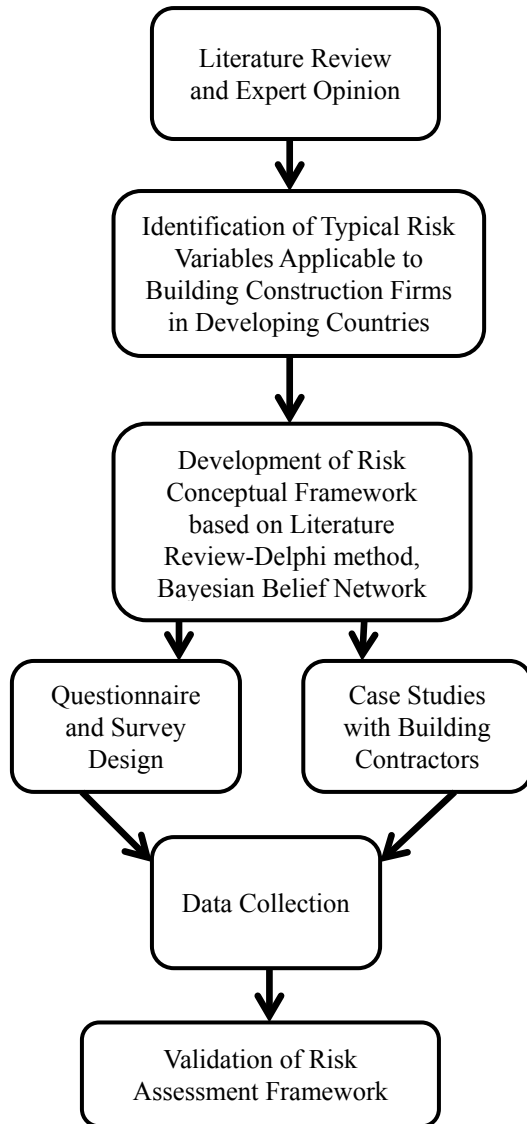 Literature Review
and Expert Opinion
Identification of Typical Risk
Variables Applicable to
Building Construction Firms
in Developing Countries
Development of Risk
Conceptual Framework
based on Literature
Review-Delphi method,
Bayesian Belief Network
Questionnaire
and Survey
Design
Case Studies
with Building
Contractors
Data Collection
Validation of Risk
Assessment Framework